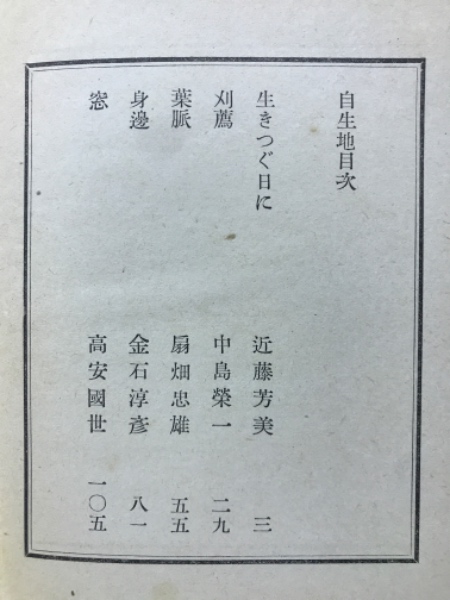 自生地目次
生きつぐ日に 近藤芳美 三
刈薦 中島榮一 二九
葉脈 扇畑忠雄 五五
身邊 金石淳彦 八一
窓 高安國世 一〇五